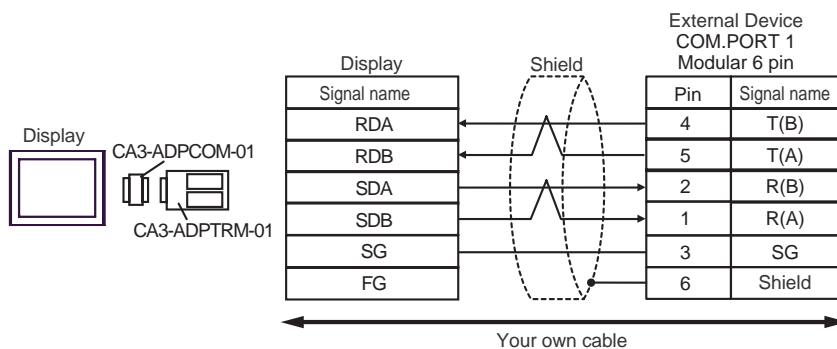 External Device
COM.PORT 1
Modular 6 pin
Display
Shield
Signal name
Pin
Signal name
RDA
4
T(B)
RDB
5
T(A)
SDA
2
R(B)
SDB
1
R(A)
SG
3
SG
FG
6
Shield
Display
CA3-ADPCOM-01
CA3-ADPTRM-01
Your own cable